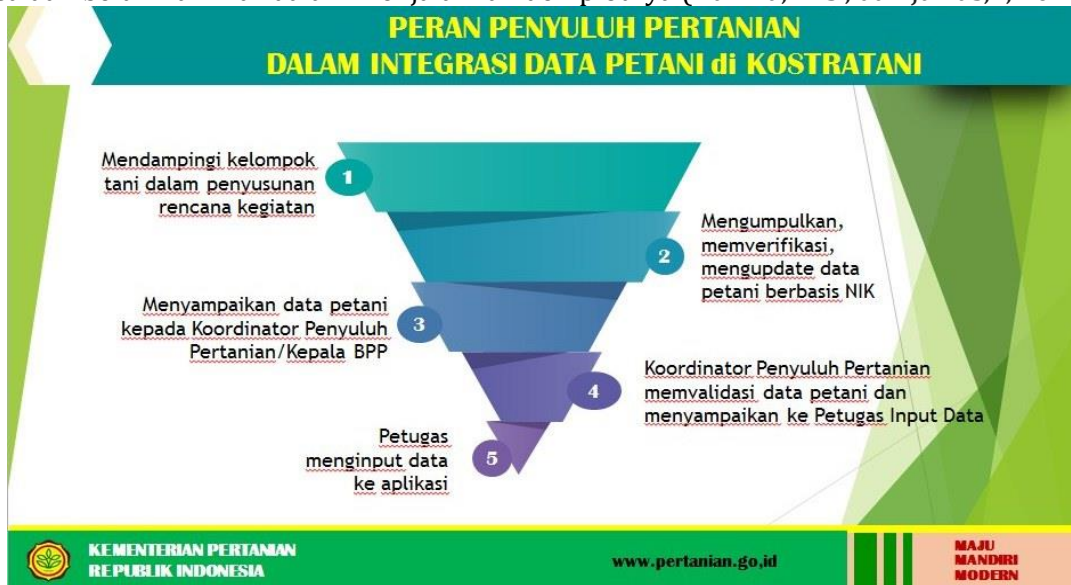 PERAN PENYULUH PERTANIAN
DALAM INTEGRASI DATA PETANI di KOSTRATANI
Mendampingi kelompok
tani dalam penyusunan
rencana kegiatan
1
Mengumpulkan,
memverifikasi,
mengupdate data
petani berbasis NIK
2
Menyampaikan data petani
kepada Koordinator Penyuluh
Pertanian/Kepala BPP
3
Koordinator Penyuluh Pertanian
memvalidasi data petani dan
menyampaikan ke Petugas Input Data
4
Petugas
menginput data
ke aplikasi
5
KEMENTERIAN PERTANIAN
REPUBLIK INDONESIA
www.pertanian.go,id
MAJU
MANDIRI
MODERN